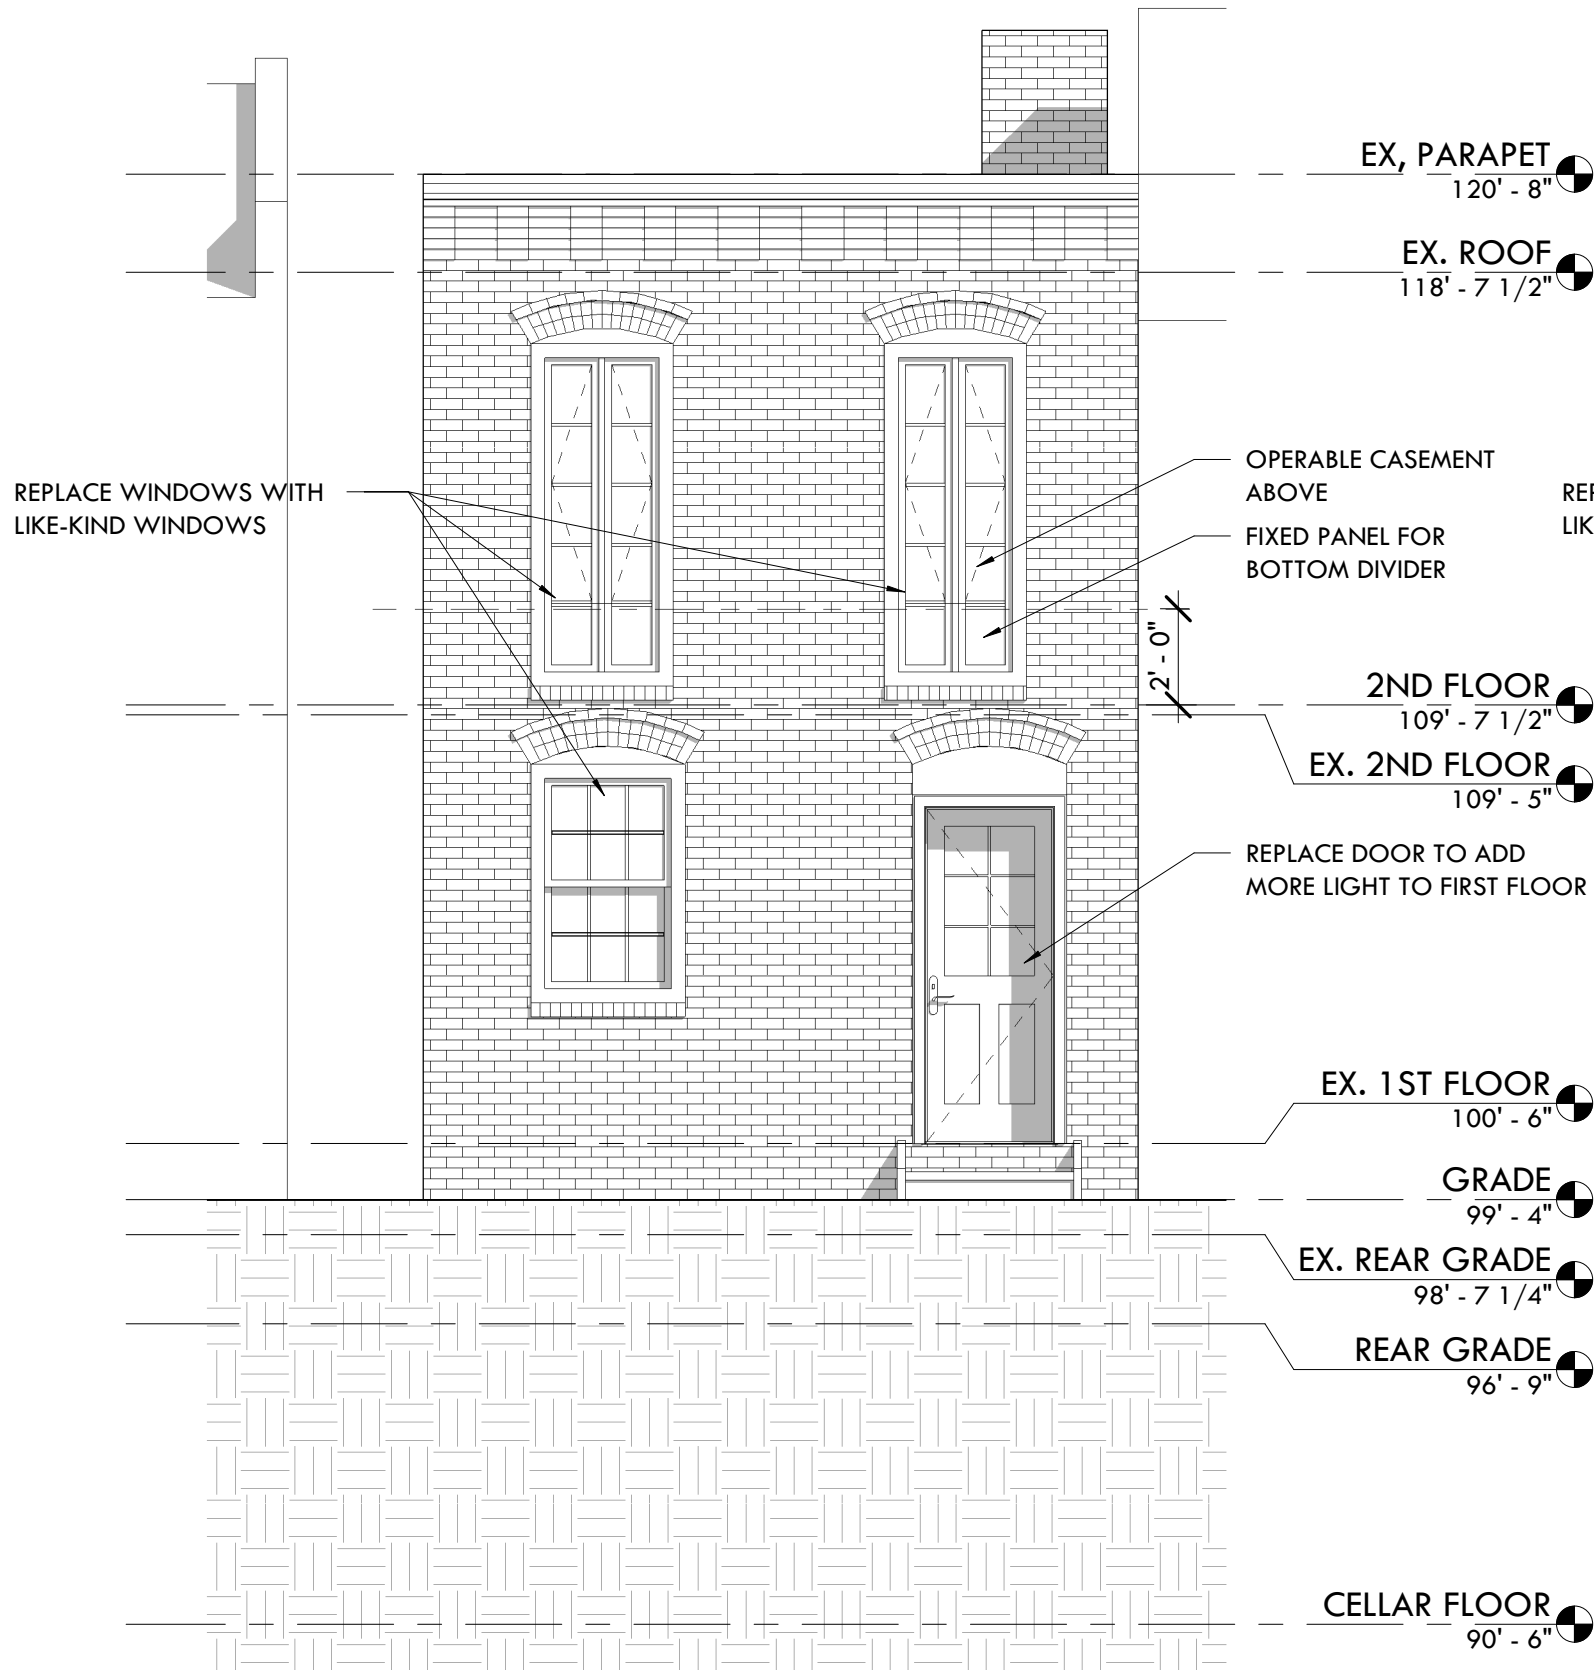 EX, PARAPET
120' - 8"
EX. ROOF
118' - 7 1/2"
REPLACE WINDOWS WITH
LIKE-KIND WINDOWS
OPERABLE CASEMENT
ABOVE
FIXED PANEL FOR
BOTTOM DIVIDER
REP
LIK
2' - 0"
2ND FLOOR
109' - 7 1/2"
EX. 2ND FLOOR
109' - 5"
REPLACE DOOR TO ADD
MORE LIGHT TO FIRST FLOOR
EX. 1ST FLOOR
100' - 6"
GRADE
99' - 4"
EX. REAR GRADE
98' - 7 1/4"
REAR GRADE
96' - 9"
CELLAR FLOOR
90' - 6"